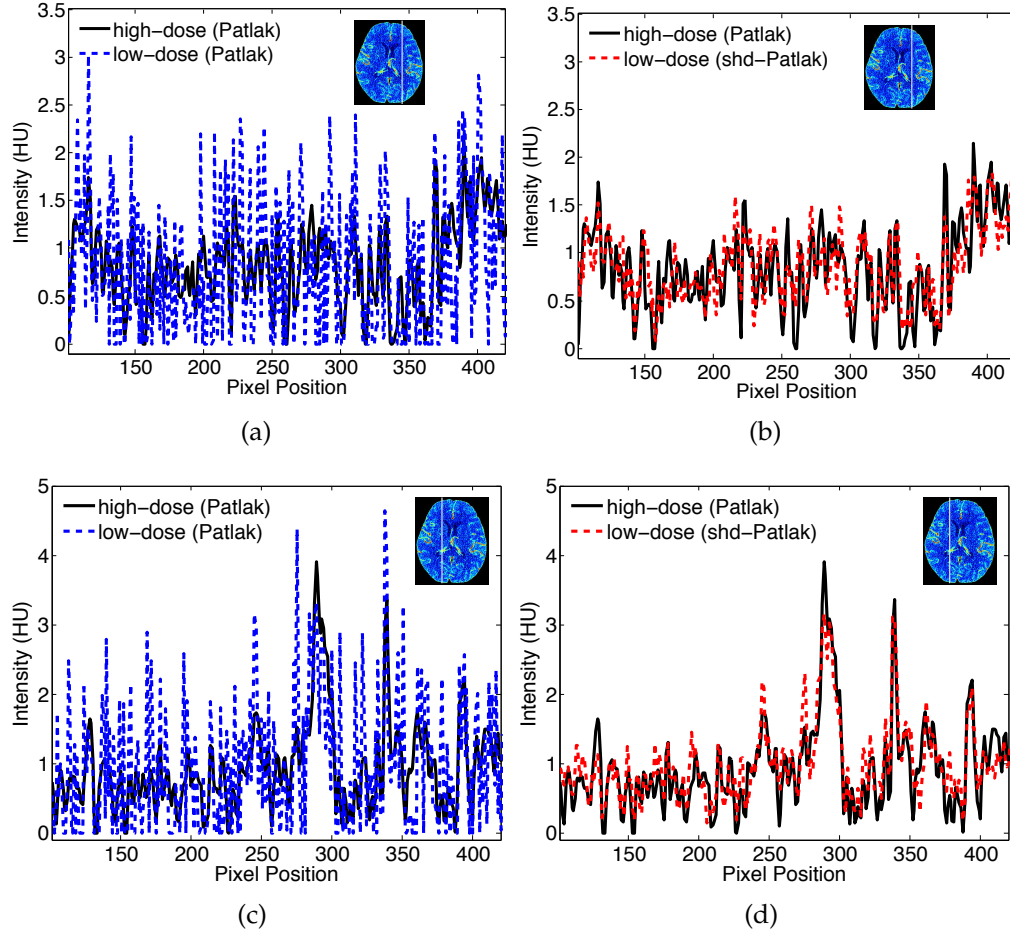 3.5
3
2.5
2
1.5
1
0.5
0
Intensity (HU)
high-dose (Patlak)
low-dose (Patlak)
150 200 250 300 350 400
Pixel Position
(a)
3.5
3
2.5
2
1.5
1
0.5
0
Intensity (HU)
high-dose (Patlak)
low-dose (shd-Patlak)
150 200 250 300 350 400
Pixel Position
(b)
5
4
3
2
1
0
Intensity (HU)
high-dose (Patlak)
low-dose (Patlak)
150 200 250 300 350 400
Pixel Position
(c)
5
4
3
2
1
0
Intensity (HU)
high-dose (Patlak)
low-dose (shd-Patlak)
150 200 250 300 350 400
Pixel Position
(d)